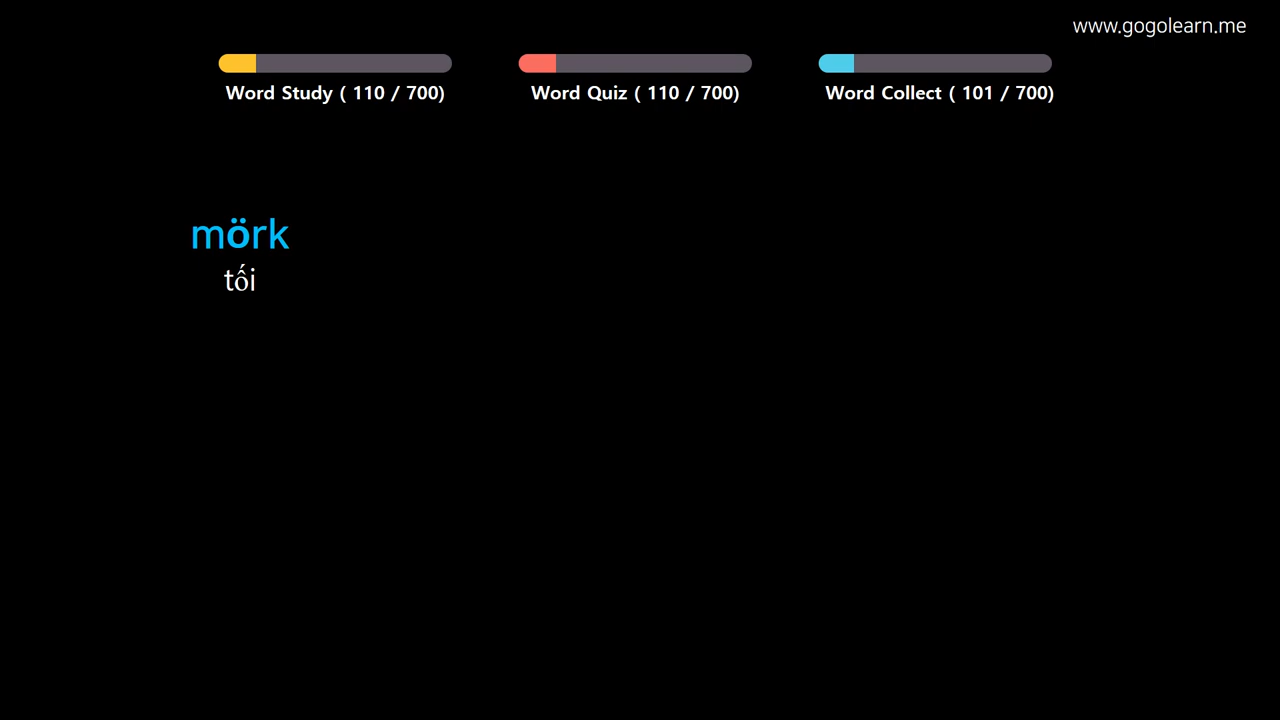 www.gogolearn.me
Word Study ( 110 / 700)
Word Quiz ( 110 / 700)
Word Collect ( 101 / 700)
mörk
tối